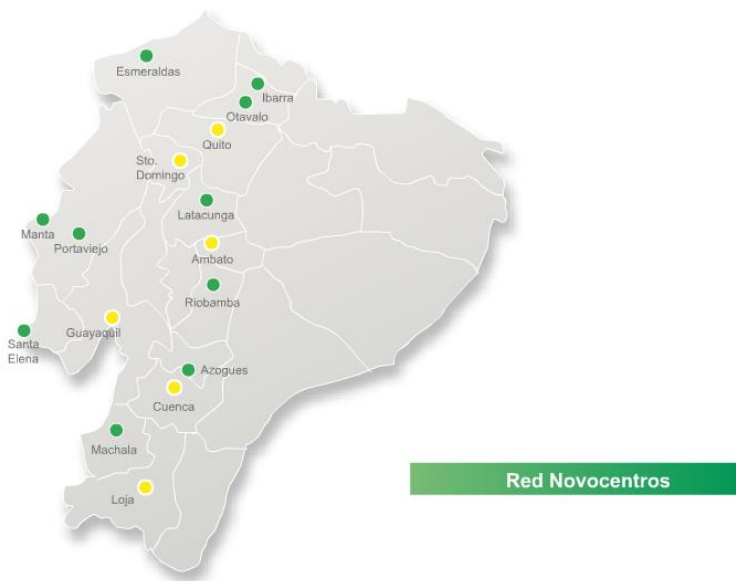 Esmeraldas
Ibarra
Otavalo
Quito
Sto.
Domingo
Latacunga
Manta
Portaviejo
Ambato
Riobamba
Guayaquil
Santa
Elena
Azogues
Cuenca
Machala
Loja
Red Novocentros